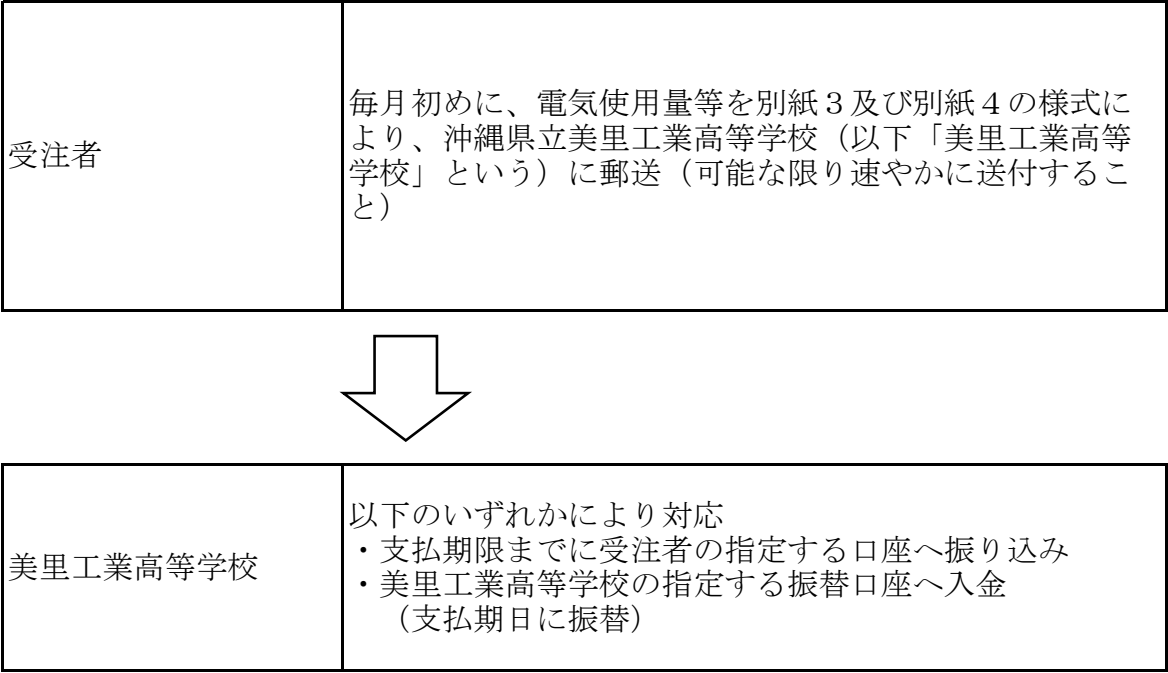 受注者
毎月初めに、電気使用量等を別紙３及び別紙４の様式に
より、沖縄県立美里工業高等学校（以下「美里工業高等
学校」という）に郵送（可能な限り速やかに送付するこ
と）
美里工業高等学校
以下のいずれかにより対応
・支払期限までに受注者の指定する口座へ振り込み
・美里工業高等学校の指定する振替口座へ入金
（支払期日に振替）